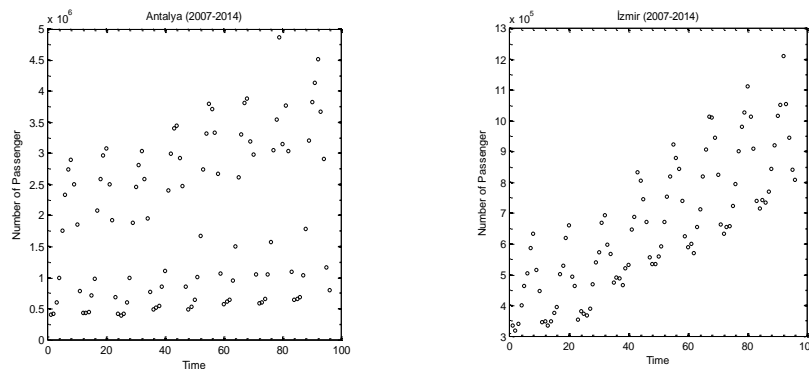 Antalya (2007-2014)
x 10^6
5
4.5
4
3.5
3
2.5
2
1.5
1
0.5
0
Number of Passenger
0 20 40 60 80 100
Time
İzmir (2007-2014)
x 10^5
13
12
11
10
9
8
7
6
5
4
3
Number of Passenger
0 20 40 60 80 100
Time